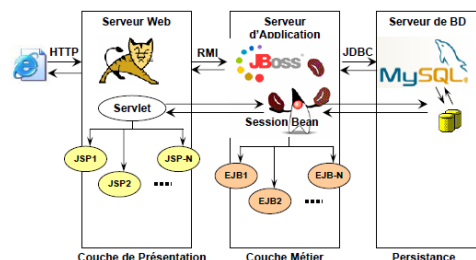 Serveur Web
Serveur
d'Application
Serveur de BD
HTTP
RMI
JBoss
JDBC
MySQL
Servlet
Session Bean
JSP1
JSP2
JSP-N
EJB1
EJB2
EJB-N
Couche de Présentation
Couche Métier
Persistance